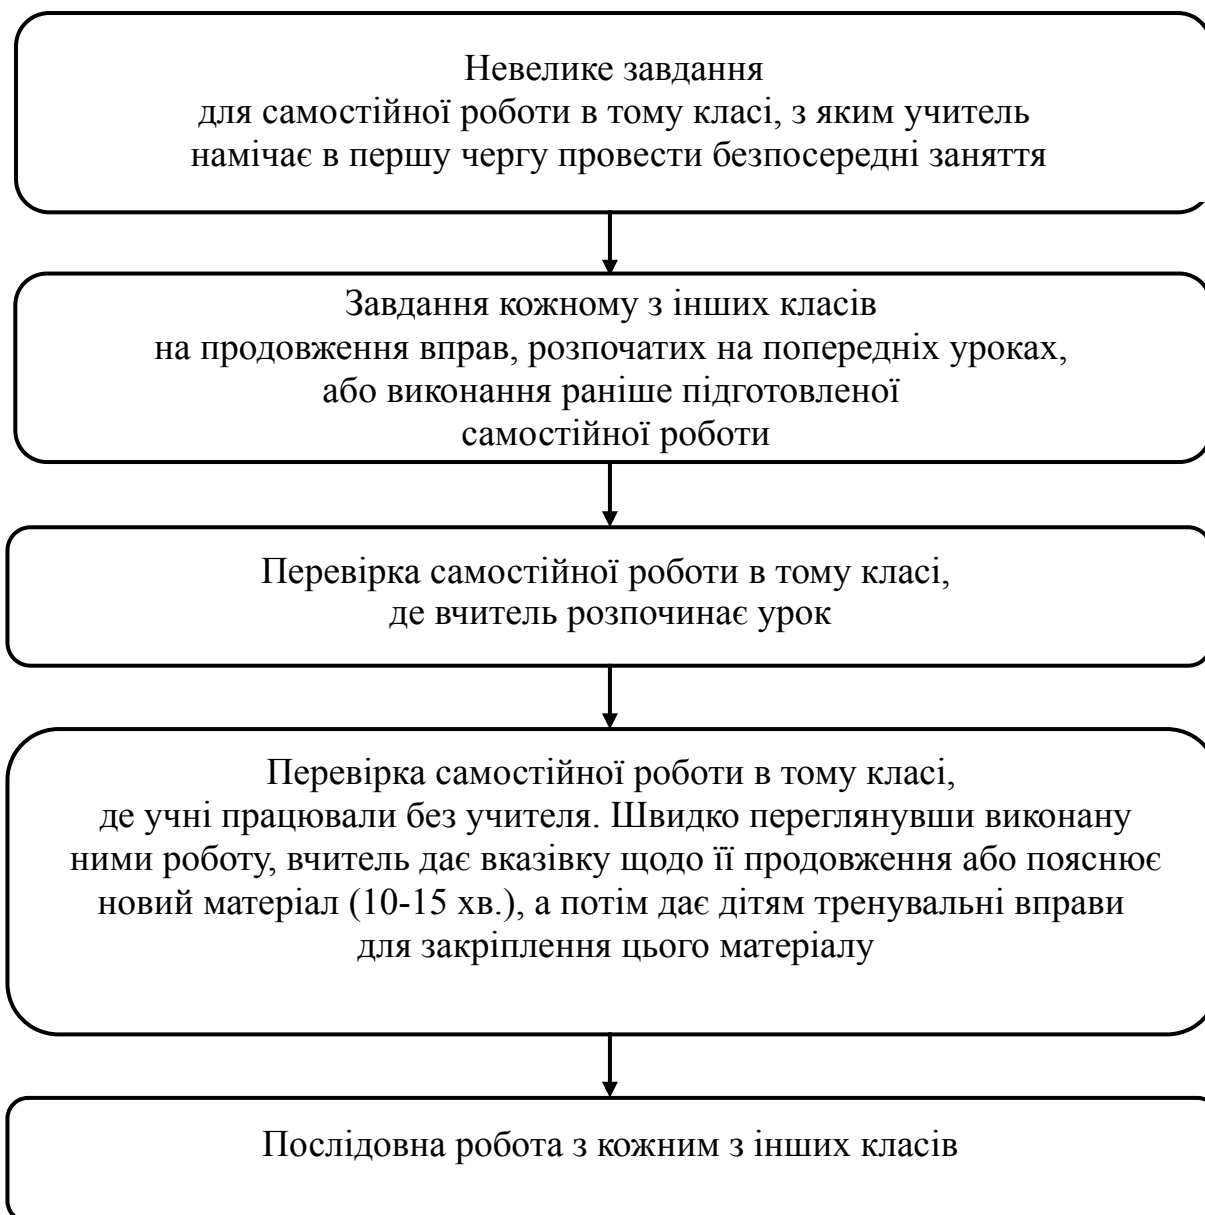 Невелике завдання
для самостійної роботи в тому класі, з яким учитель
намічає в першу чергу провести безпосередні заняття
Завдання кожному з інших класів
на продовження вправ, розпочатих на попередніх уроках,
або виконання раніше підготовленої
самостійної роботи
Перевірка самостійної роботи в тому класі,
де вчитель розпочинає урок
Перевірка самостійної роботи в тому класі,
де учні працювали без учителя. Швидко переглянувши виконану
ними роботу, вчитель дає вказівку щодо її продовження або пояснює
новий матеріал (10-15 хв.), а потім дає дітям тренувальні вправи
для закріплення цього матеріалу
Послідовна робота з кожним з інших класів